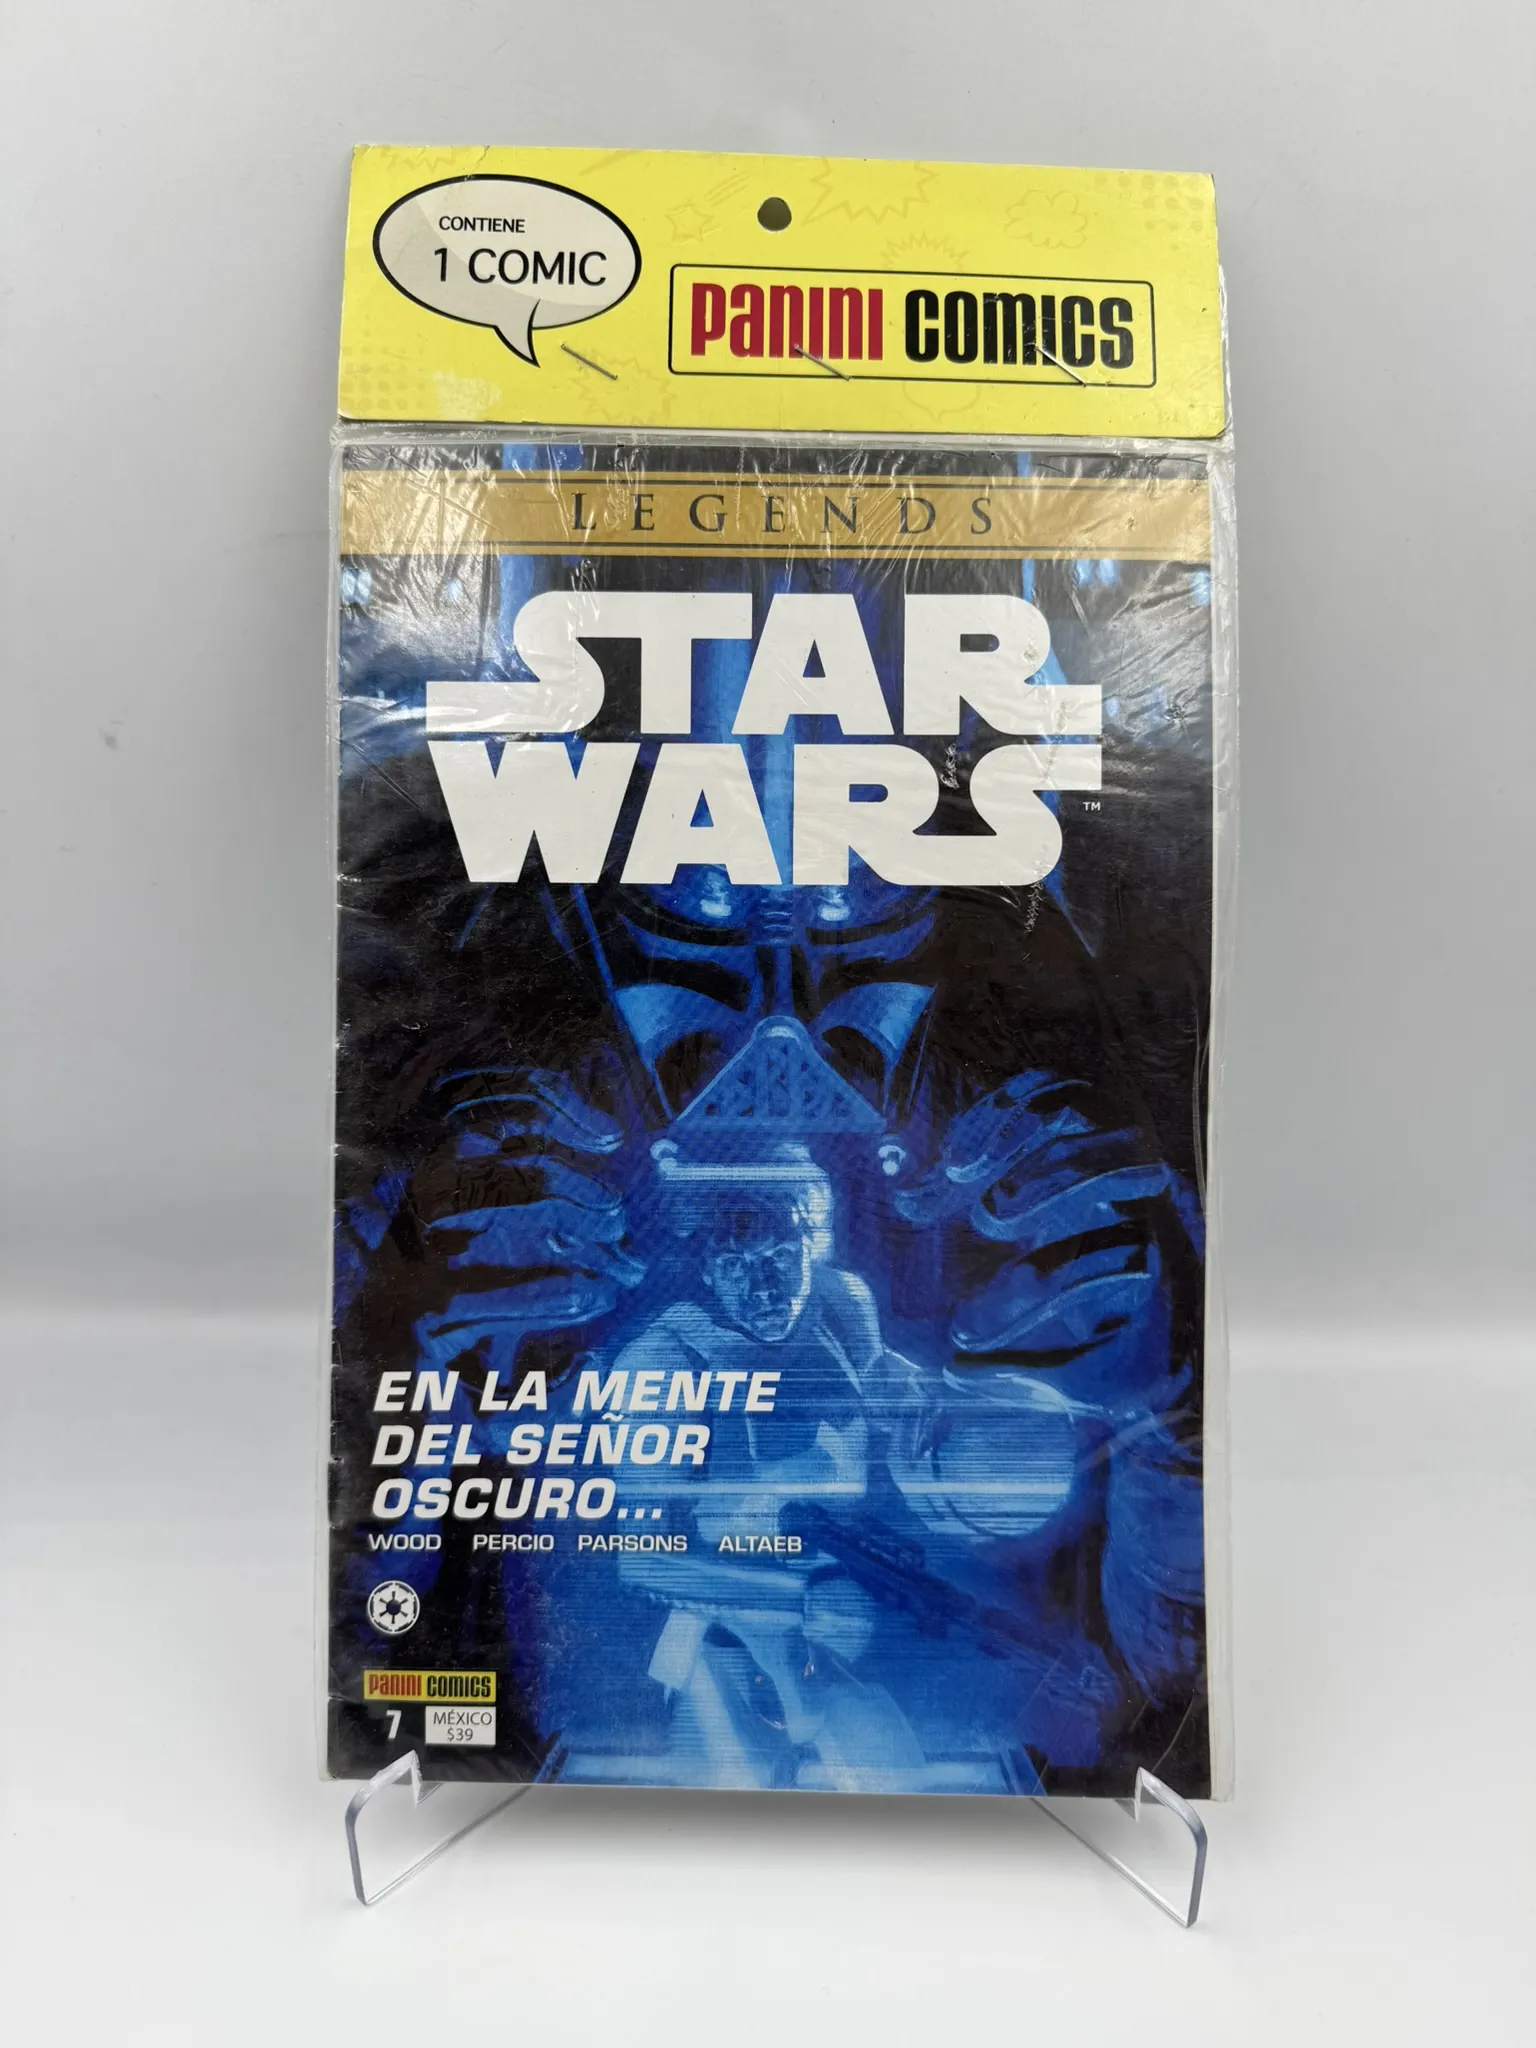 CONTIENE
1 COMIC
PANINI COMICS
LEGENDS
STAR
WARS
TM
EN LA MENTE
DEL SEÑOR
OSCURO...
WOOD PERCIO PARSONS ALTAEB
PANINI COMICS
7
MÉXICO
$39